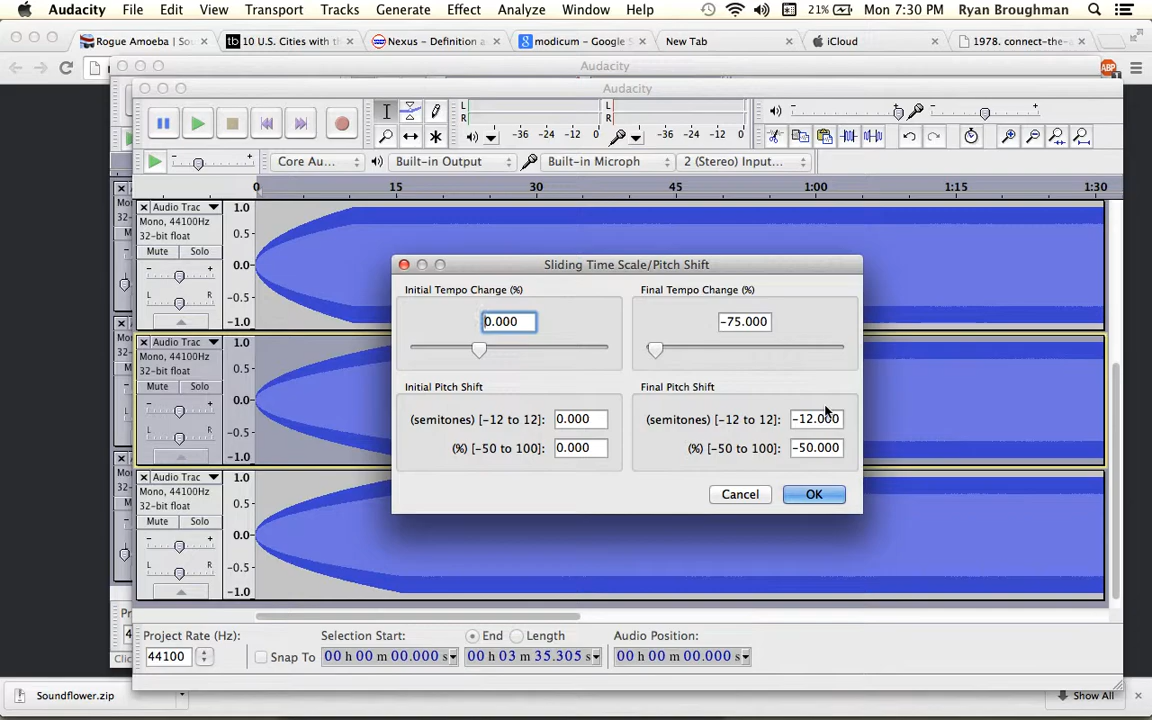 Audacity File Edit View Transport Tracks Generate Effect Analyze Window Help 21% Mon 7:30 PM Ryan Broughman
Rogue Amoeba | So 10 U.S. Cities with th Nexus – Definition a modicum – Google S New Tab iCloud 1978. connect-the-a
Audacity
ABP
Audacity
L
R
-36 -24 -12 0
L
R
-36 -24 -12 0
Core Au... Built-in Output Built-in Microph 2 (Stereo) Input...
0 15 30 45 1:00 1:15 1:30
Audio Trac
Mono, 44100Hz
32-bit float
Mute Solo
- +
L R
1.0
0.5
0.0
-0.5
-1.0
Audio Trac
Mono, 44100Hz
32-bit float
Mute Solo
- +
L R
1.0
0.5
0.0
-0.5
-1.0
Audio Trac
Mono, 44100Hz
32-bit float
Mute Solo
- +
L R
1.0
0.5
0.0
-0.5
-1.0
Sliding Time Scale/Pitch Shift
Initial Tempo Change (%) Final Tempo Change (%)
0.000 -75.000
Initial Pitch Shift Final Pitch Shift
(semitones) [-12 to 12]: 0.000 (semitones) [-12 to 12]: -12.000
(%) [-50 to 100]: 0.000 (%) [-50 to 100]: -50.000
Cancel OK
Project Rate (Hz): Selection Start: End Length Audio Position:
44100 Snap To 00 h 00 m 00.000 s 00 h 03 m 35.305 s 00 h 00 m 00.000 s
Soundflower.zip Show All